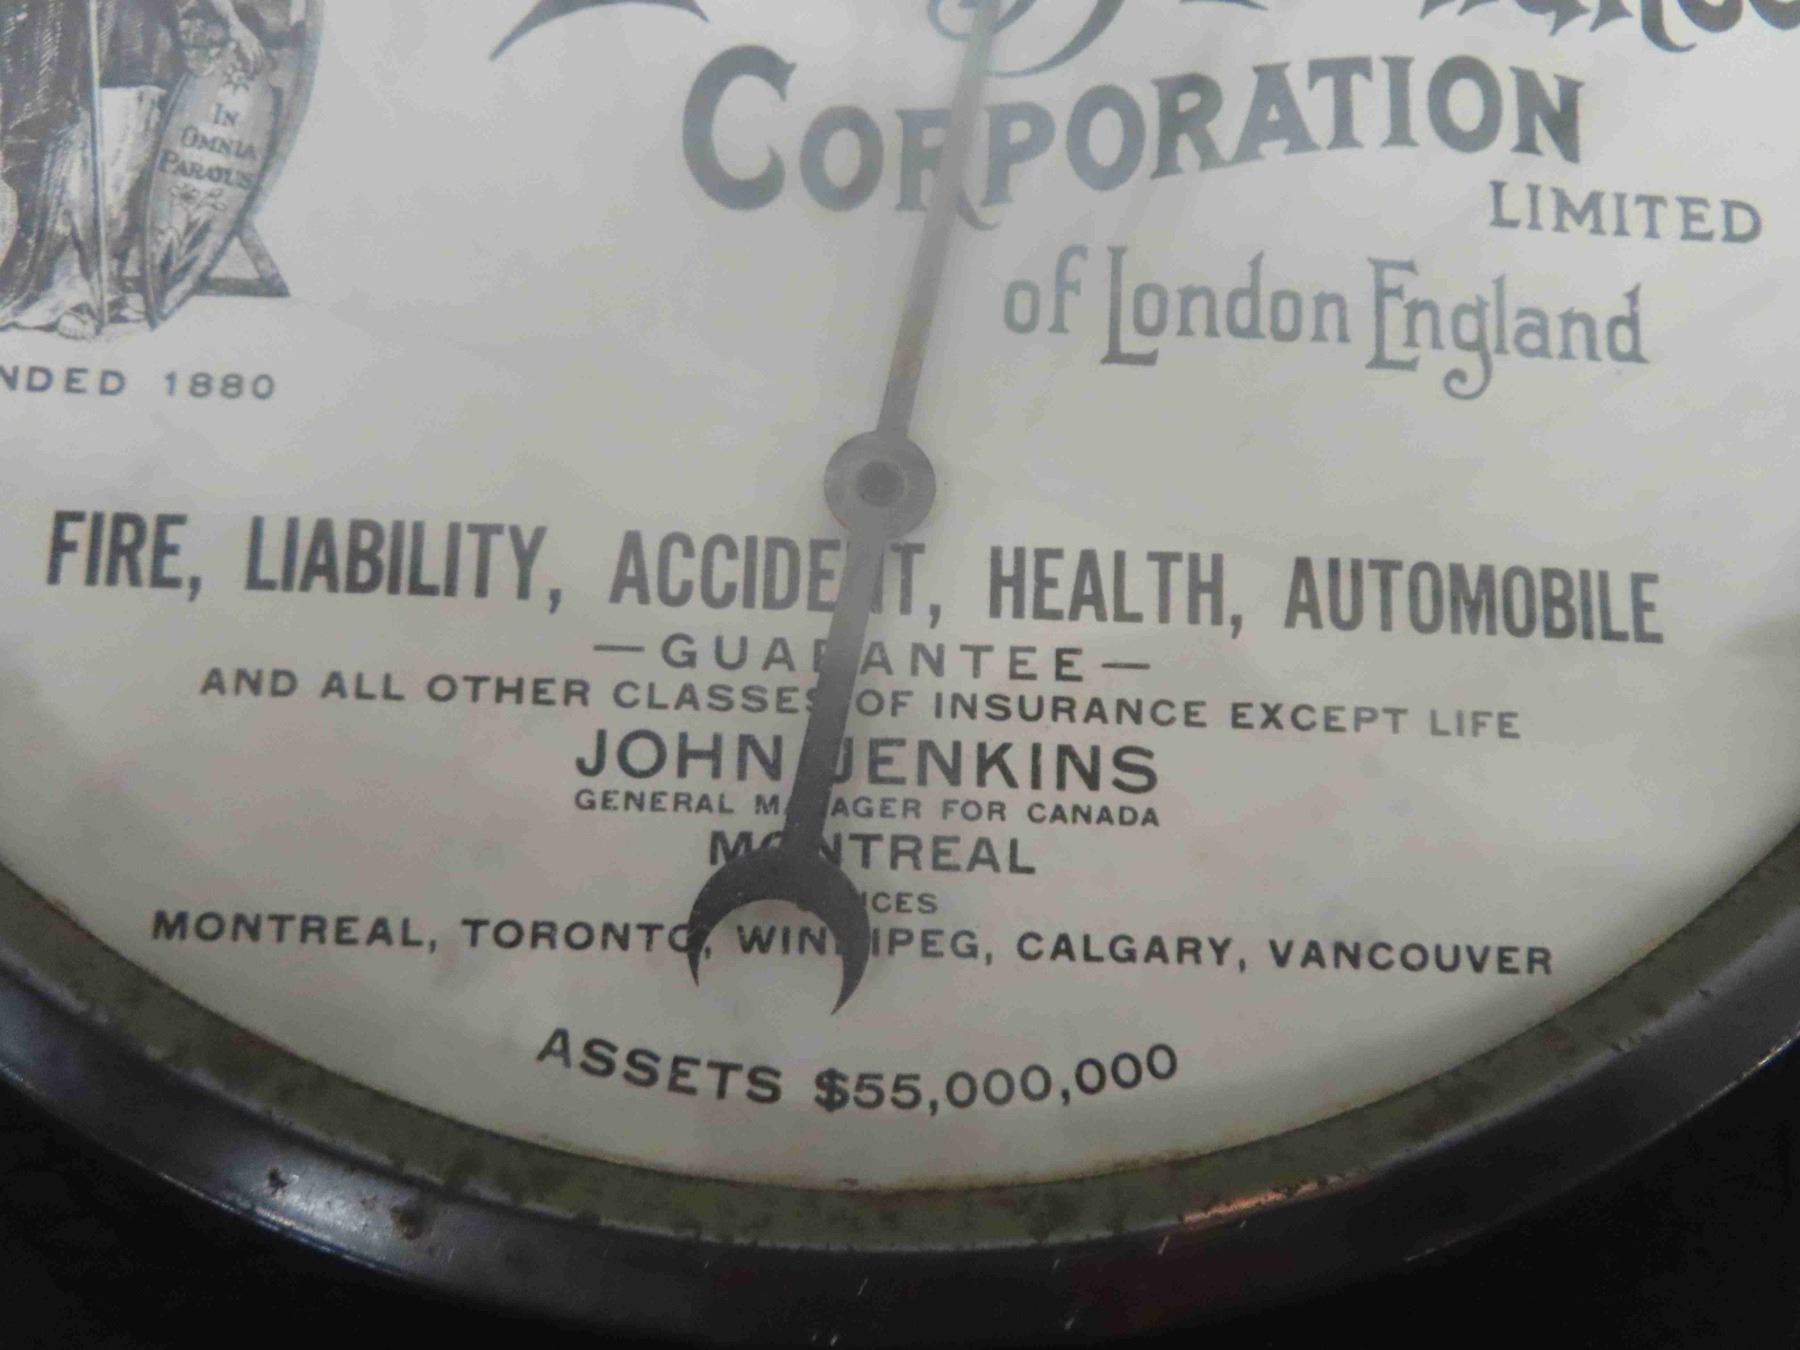 CORPORATION
LIMITED
of London England
IN
OMNIA
PARATUS
NDED 1880
FIRE, LIABILITY, ACCIDENT, HEALTH, AUTOMOBILE
—GUARANTEE—
AND ALL OTHER CLASSES OF INSURANCE EXCEPT LIFE
JOHN JENKINS
GENERAL MANAGER FOR CANADA
MONTREAL
ICES
MONTREAL, TORONTO, WINNIPEG, CALGARY, VANCOUVER
ASSETS $55,000,000